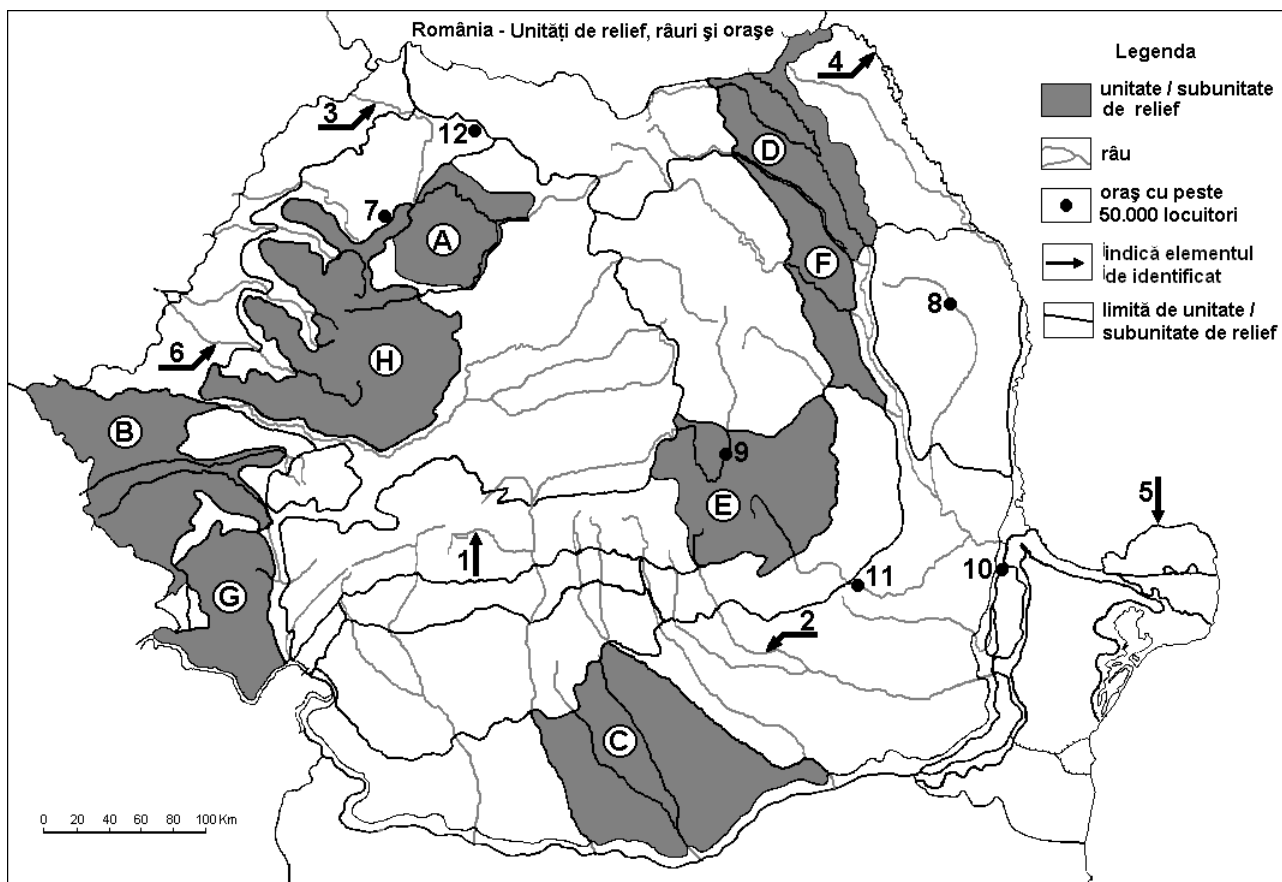 România - Unităţi de relief, râuri şi oraşe
Legenda
unitate / subunitate
de relief
râu
oraş cu peste
50.000 locuitori
îndică elementul
de identificat
limită de unitate /
subunitate de relief
4
3
12
D
7
A
F
8
6
H
B
9
E
5
1
10
11
G
2
C
0 20 40 60 80 100 Km